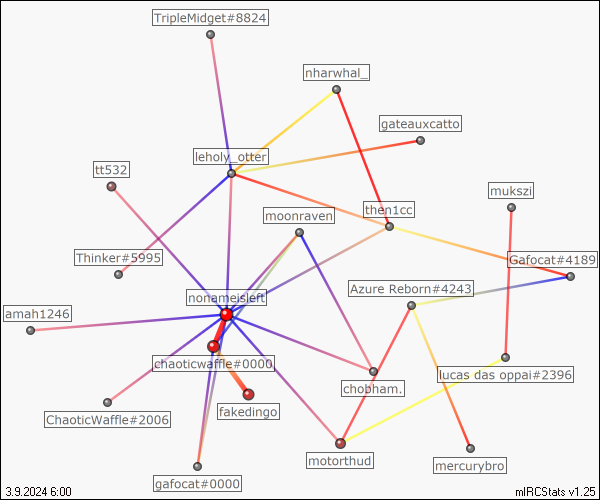 TripleMidget#8824
nharwhal_
gateauxcatto
leholy_otter
tt532
mukszi
moonraven
then1cc
Thinker#5995
Gafocat#4189
Azure Reborn#4243
nonameisleft
amah1246
chaoticwaffle#0000
lucas das oppai#2396
chobham.
fakedingo
ChaoticWaffle#2006
motorthud
mercurybro
gafocat#0000
3.9.2024 6:00
mIRCStats v1.25